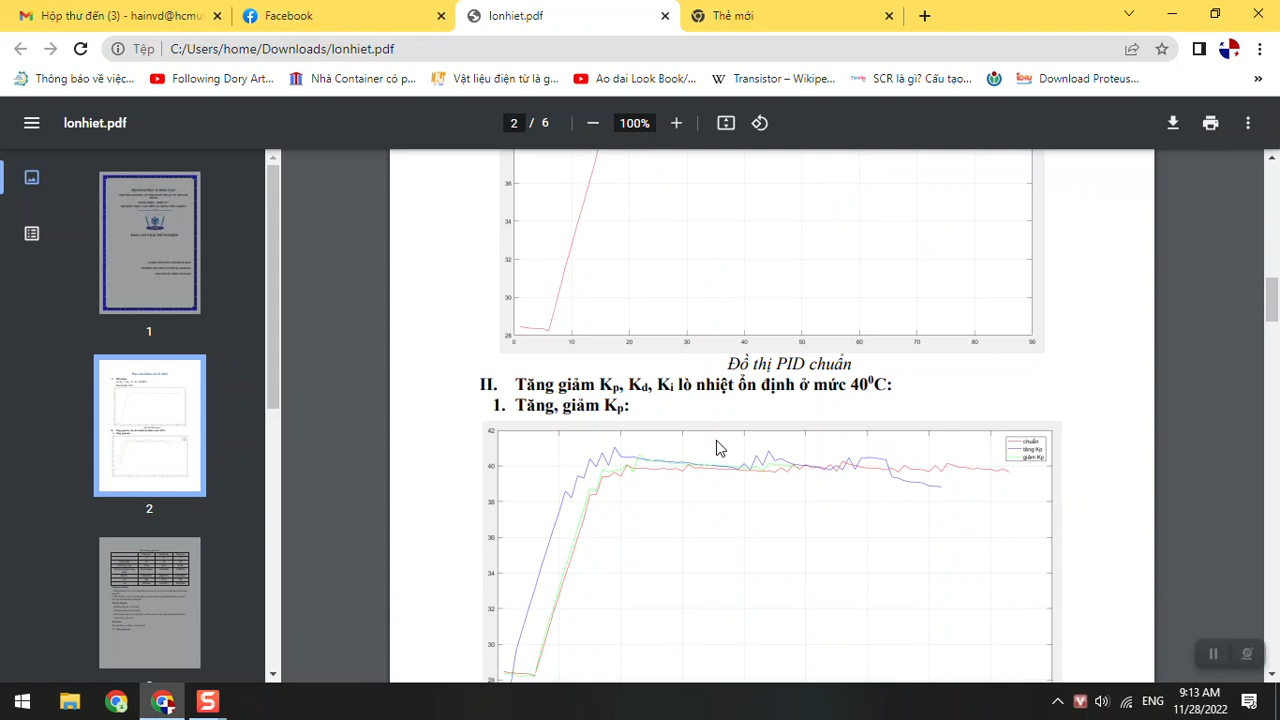 Hộp thư đến (3) - hainvd@hcmut
Facebook
lonhiet.pdf
Thẻ mới
Tệp
C:/Users/home/Downloads/lonhiet.pdf
Thông báo về việc...
Following Dory Art...
Nhà Container có p...
Vật liệu điện tử là g...
Ao dai Look Book/...
Transistor – Wikipe...
SCR là gì? Cấu tạo,...
Download Proteus...
»
lonhiet.pdf
2 / 6
100%
1
2
36
34
32
30
28
0 10 20 30 40 50 60 70 80 90
Đồ thị PID chuẩn
II. Tăng giảm Kp, Kd, Ki lò nhiệt ổn định ở mức 40⁰C:
1. Tăng, giảm Kp:
42
40
38
36
34
32
30
28
chuẩn
tăng Kp
giảm Kp
ENG
9:13 AM
11/28/2022